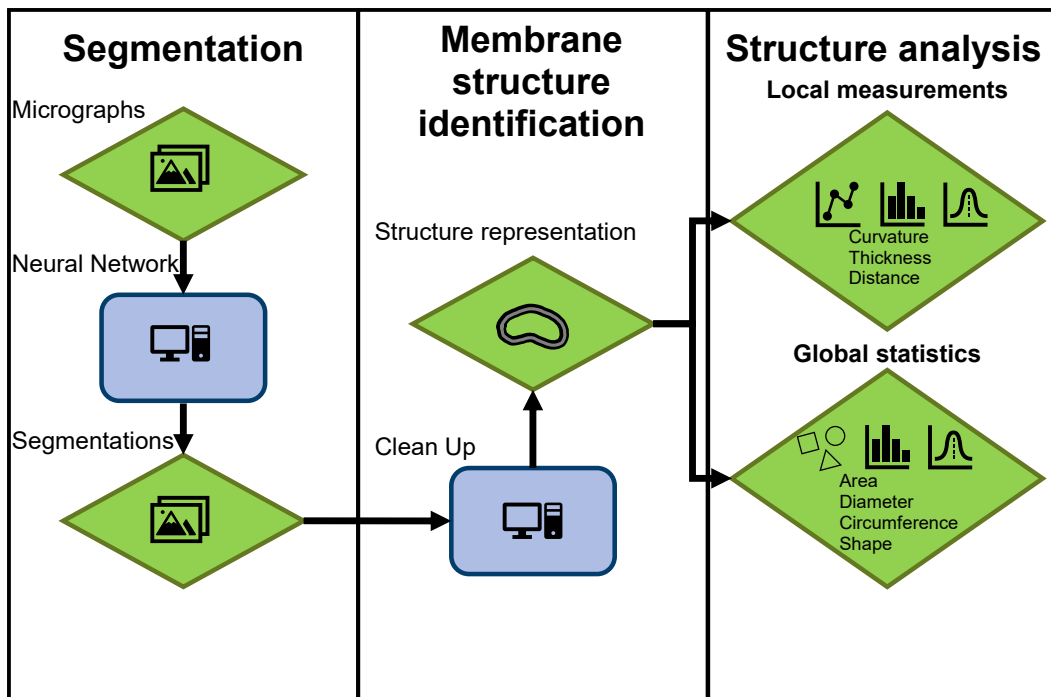 Segmentation
Micrographs
Neural Network
Segmentations
Membrane
structure
identification
Structure representation
Clean Up
Structure analysis
Local measurements
Curvature
Thickness
Distance
Global statistics
Area
Diameter
Circumference
Shape